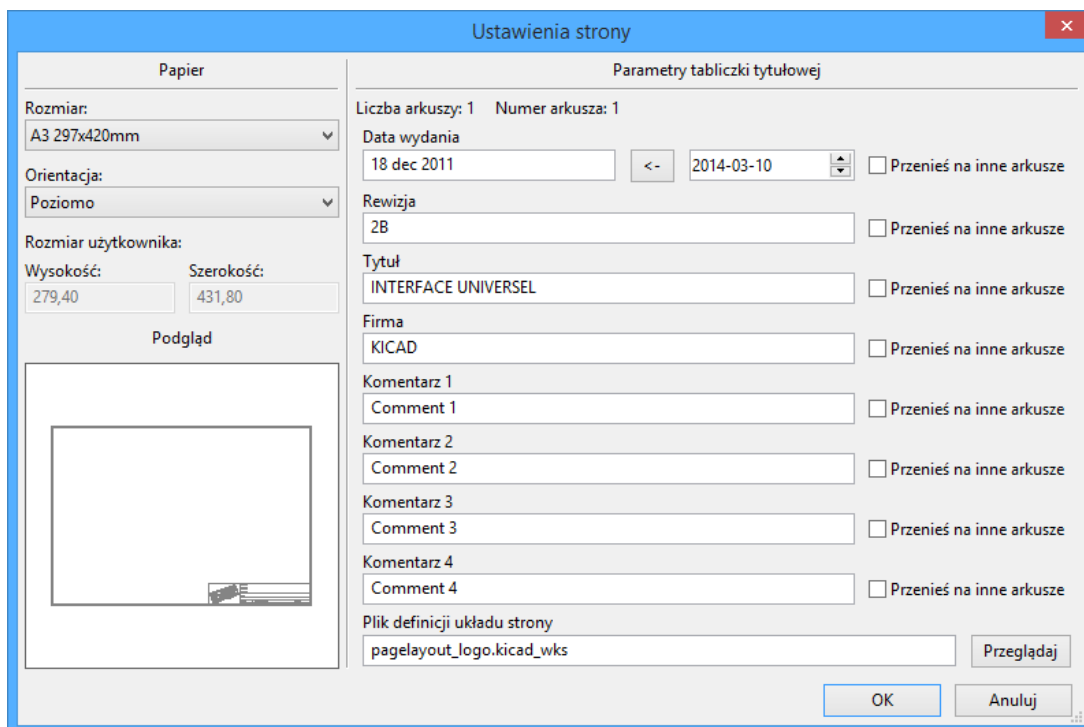 Ustawienia strony
Papier
Rozmiar:
A3 297x420mm
Orientacja:
Poziomo
Rozmiar użytkownika:
Wysokość: Szerokość:
279,40 431,80
Podgląd
Parametry tabliczki tytułowej
Liczba arkuszy: 1 Numer arkusza: 1
Data wydania
18 dec 2011 <- 2014-03-10 Przenieś na inne arkusze
Rewizja
2B Przenieś na inne arkusze
Tytuł
INTERFACE UNIVERSEL Przenieś na inne arkusze
Firma
KICAD Przenieś na inne arkusze
Komentarz 1
Comment 1 Przenieś na inne arkusze
Komentarz 2
Comment 2 Przenieś na inne arkusze
Komentarz 3
Comment 3 Przenieś na inne arkusze
Komentarz 4
Comment 4 Przenieś na inne arkusze
Plik definicji układu strony
pagelayout_logo.kicad_wks Przeglądaj
OK Anuluj